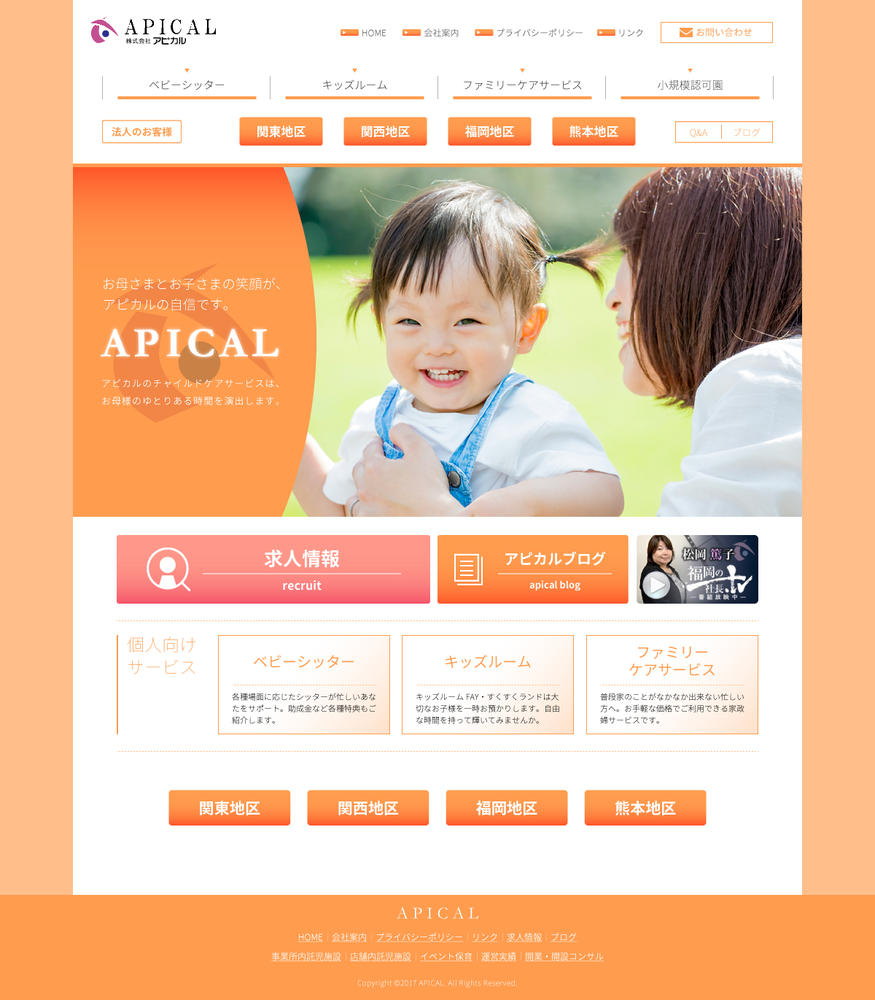 APICAL
株式会社 アピカル
HOME
会社案内
プライバシーポリシー
リンク
お問い合わせ
ベビーシッター
キッズルーム
ファミリーケアサービス
小規模認可園
法人のお客様
関東地区
関西地区
福岡地区
熊本地区
Q&A
ブログ
お母さまとお子さまの笑顔が、
アピカルの自信です。
APICAL
アピカルのチャイルドケアサービスは、
お母様のゆとりある時間を演出します。
求人情報
recruit
アピカルブログ
apical blog
松岡 篤子
福岡の
社長.tv
番組放映中
個人向け
サービス
ベビーシッター
各種場面に応じたシッターが忙しいあな
たをサポート。助成金など各種特典もご
紹介します。
キッズルーム
キッズルーム FAY・すくすくランドは大
切なお子様を一時お預かりします。自由
な時間を持って輝いてみませんか。
ファミリー
ケアサービス
普段家のことがなかなか出来ない忙しい
方へ。お手軽な価格でご利用できる家政
婦サービスです。
関東地区
関西地区
福岡地区
熊本地区
APICAL
HOME | 会社案内 | プライバシーポリシー | リンク | 求人情報 | ブログ
事業所内託児施設 | 店舗内託児施設 | イベント保育 | 運営実績 | 開業・開設コンサル
Copyright ©2017 APICAL. All Rights Reserved.